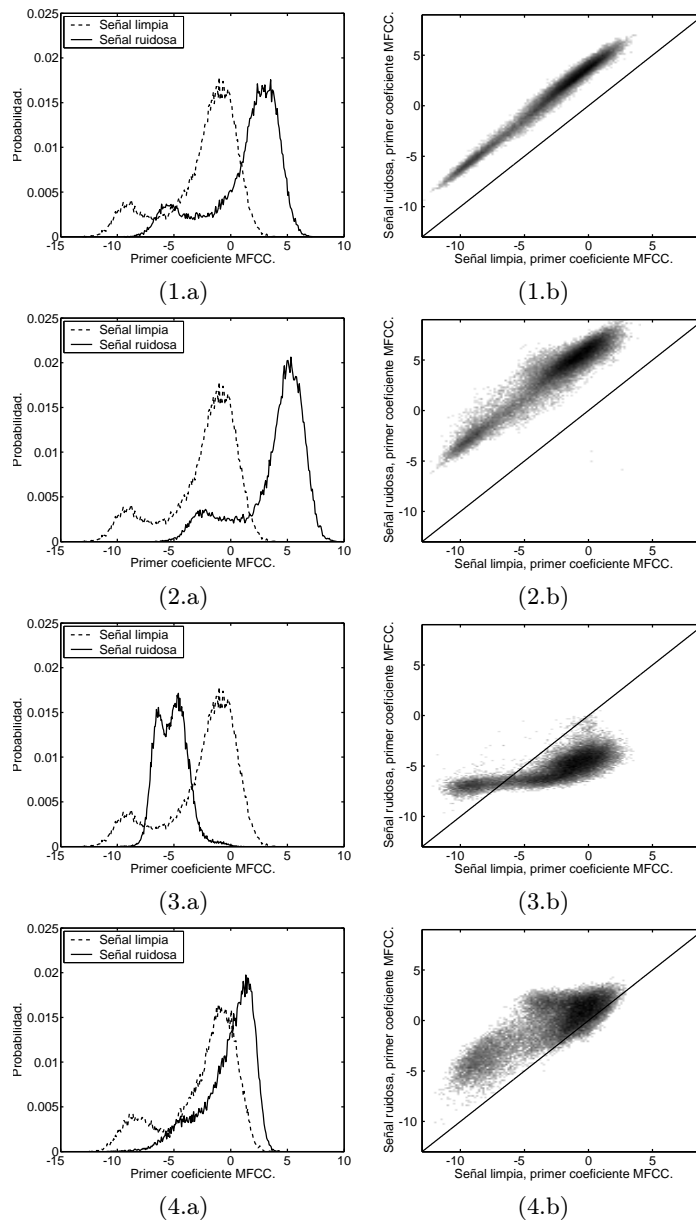 0.025
0.02
0.015
0.01
0.005
0
-15 -10 -5 0 5 10
Probabilidad.
Primer coeficiente MFCC.
Señal limpia
Señal ruidosa
(1.a)
5
0
-5
-10
-10 -5 0 5
Señal ruidosa, primer coeficiente MFCC.
Señal limpia, primer coeficiente MFCC.
(1.b)
0.025
0.02
0.015
0.01
0.005
0
-15 -10 -5 0 5 10
Probabilidad.
Primer coeficiente MFCC.
Señal limpia
Señal ruidosa
(2.a)
5
0
-5
-10
-10 -5 0 5
Señal ruidosa, primer coeficiente MFCC.
Señal limpia, primer coeficiente MFCC.
(2.b)
0.025
0.02
0.015
0.01
0.005
0
-15 -10 -5 0 5 10
Probabilidad.
Primer coeficiente MFCC.
Señal limpia
Señal ruidosa
(3.a)
5
0
-5
-10
-10 -5 0 5
Señal ruidosa, primer coeficiente MFCC.
Señal limpia, primer coeficiente MFCC.
(3.b)
0.025
0.02
0.015
0.01
0.005
0
-15 -10 -5 0 5 10
Probabilidad.
Primer coeficiente MFCC.
Señal limpia
Señal ruidosa
(4.a)
5
0
-5
-10
-10 -5 0 5
Señal ruidosa, primer coeficiente MFCC.
Señal limpia, primer coeficiente MFCC.
(4.b)